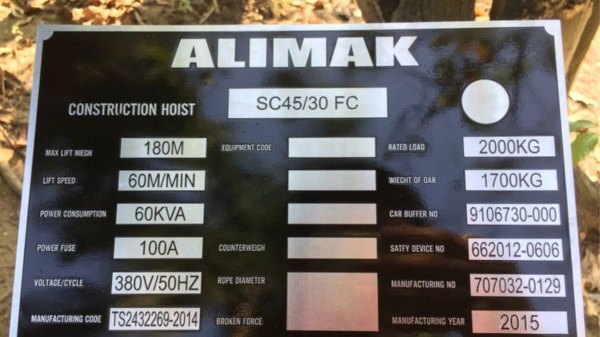 ALIMAK
CONSTRUCTION HOIST SC45/30 FC
MAX LIFT NIEGH 180M EQUIPMENT CODE RATED LOAD 2000KG
LIFT SPEED 60M/MIN WIECHT OF OAR 1700KG
POWER CONSUMPTION 60KVA CAR BUFFER NO 9106730-000
POWER FUSE 100A COUNTERWEIGH SATFY DEVICE NO 662012-0606
VOLTAGE/CYCLE 380V/50HZ ROPE DIAMETER MANUFACTURING NO 707032-0129
MANUFACTURING CODE TS2432269-2014 BROKEN FORCE MANUFACTURING YEAR 2015